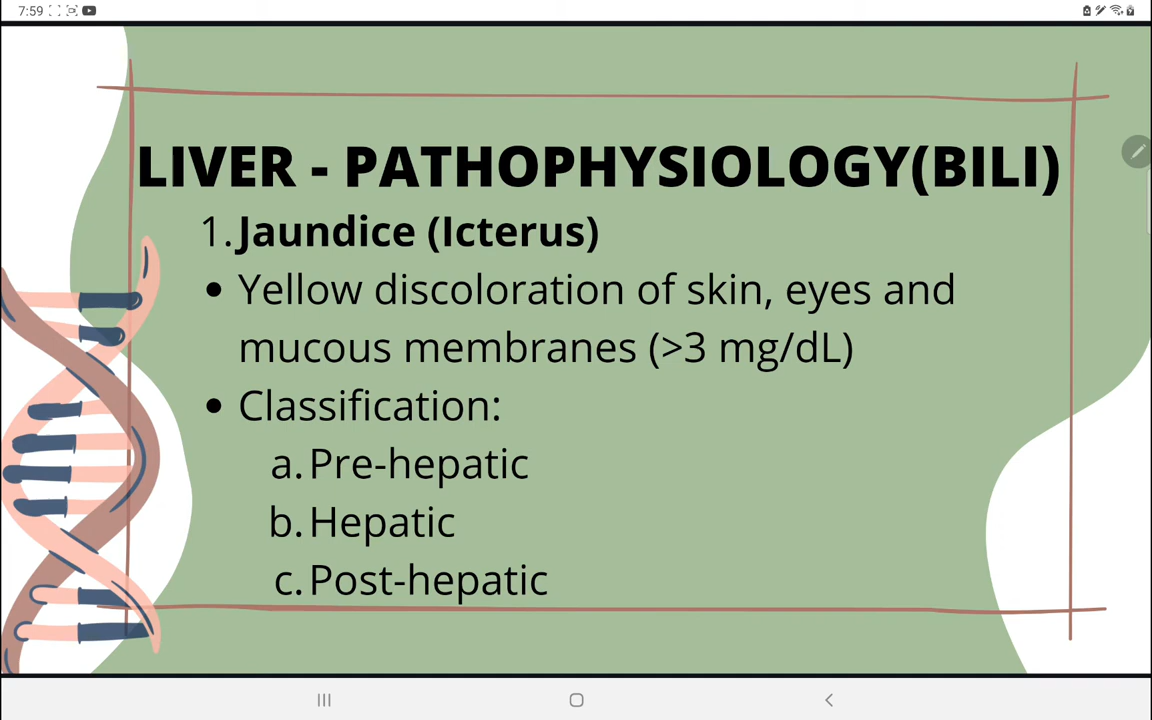 7:59
LIVER - PATHOPHYSIOLOGY(BILI)
1. Jaundice (Icterus)
• Yellow discoloration of skin, eyes and
mucous membranes (>3 mg/dL)
• Classification:
a. Pre-hepatic
b. Hepatic
c. Post-hepatic